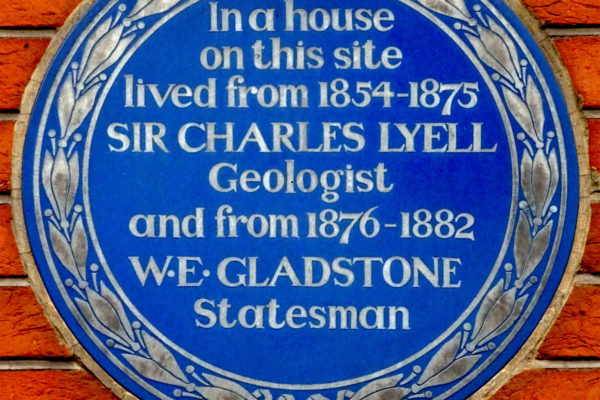 In a house
on this site
lived from 1854-1875
SIR CHARLES LYELL
Geologist
and from 1876-1882
W·E·GLADSTONE
Statesman